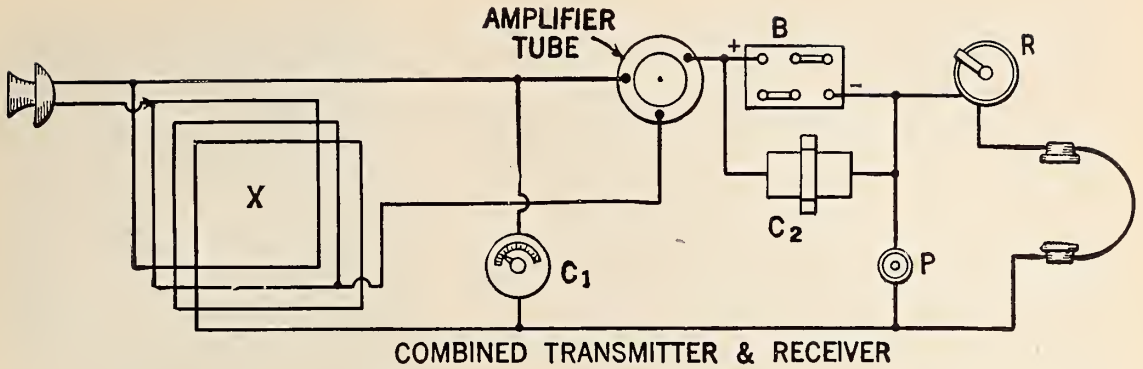 AMPLIFIER
TUBE
+
B
-
R
X
C₂
C₁
P
COMBINED TRANSMITTER & RECEIVER